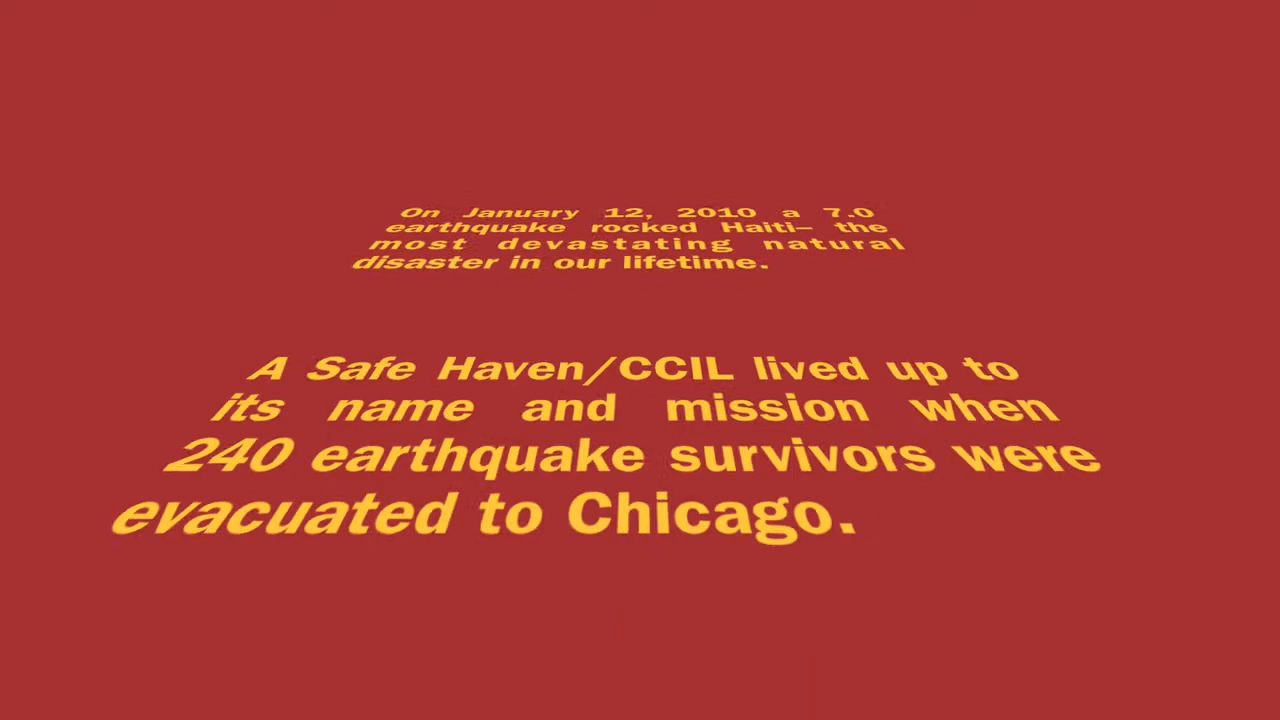 On January 12, 2010 a 7.0
earthquake rocked Haiti– the
most devastating natural
disaster in our lifetime.
A Safe Haven/CCIL lived up to
its name and mission when
240 earthquake survivors were
evacuated to Chicago.